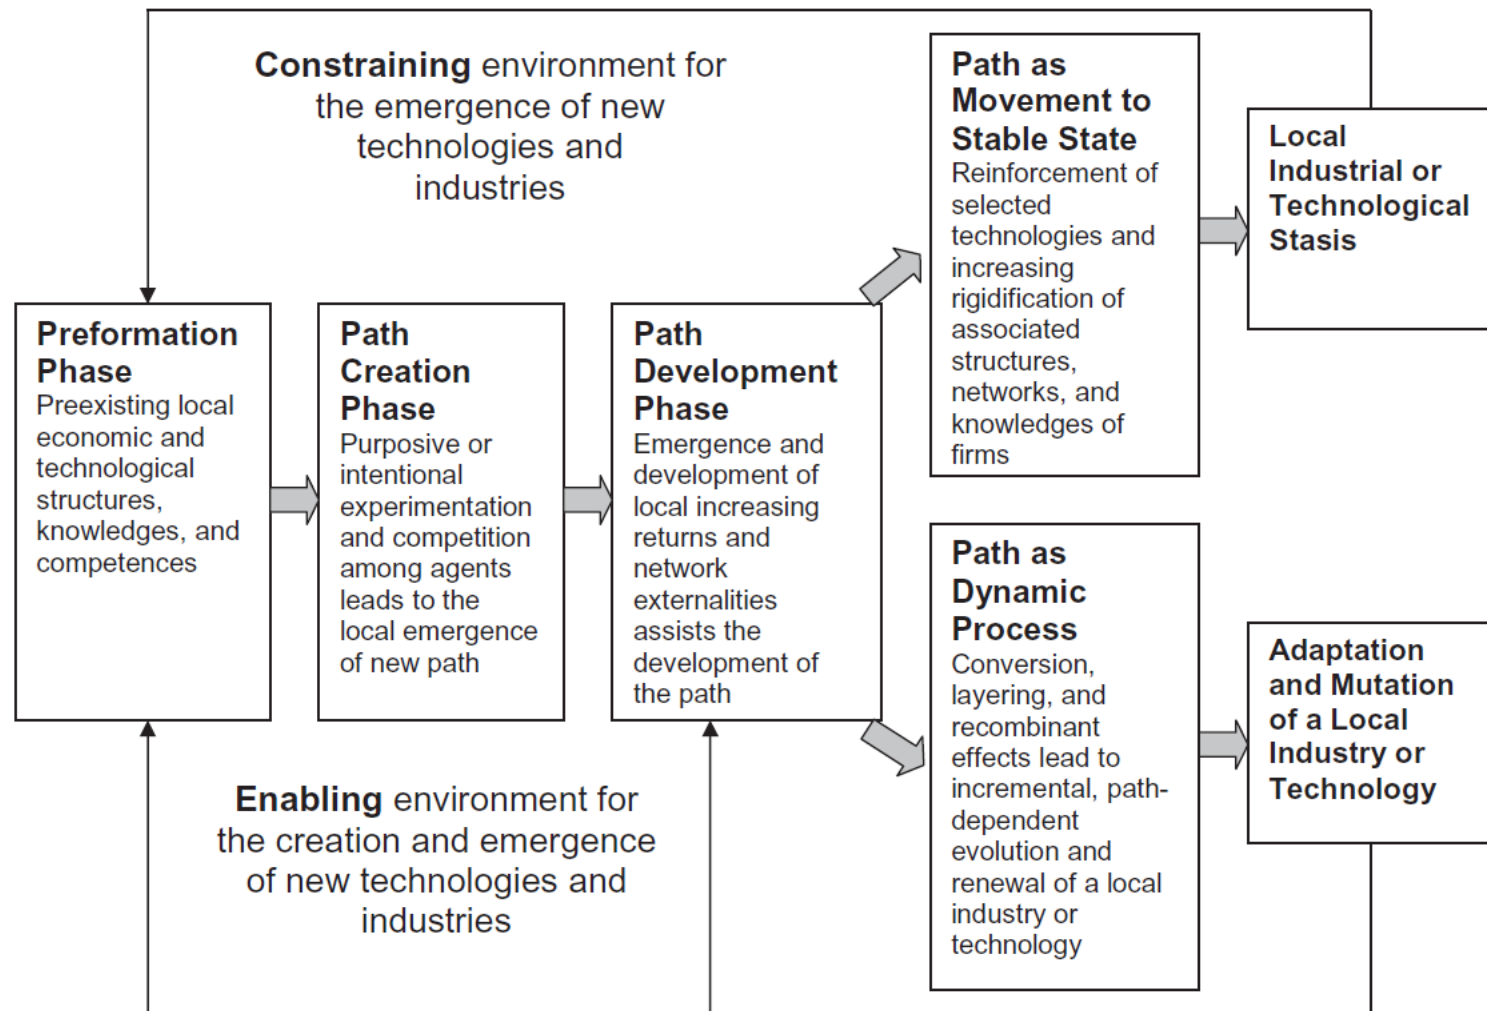 Constraining environment for
the emergence of new
technologies and
industries
Preformation
Phase
Preexisting local
economic and
technological
structures,
knowledges, and
competences
Path
Creation
Phase
Purposive or
intentional
experimentation
and competition
among agents
leads to the
local emergence
of new path
Path
Development
Phase
Emergence and
development of
local increasing
returns and
network
externalities
assists the
development of
the path
Path as
Movement to
Stable State
Reinforcement of
selected
technologies and
increasing
rigidification of
associated
structures,
networks, and
knowledges of
firms
Local
Industrial or
Technological
Stasis
Path as
Dynamic
Process
Conversion,
layering, and
recombinant
effects lead to
incremental, path-
dependent
evolution and
renewal of a local
industry or
technology
Adaptation
and Mutation
of a Local
Industry or
Technology
Enabling environment for
the creation and emergence
of new technologies and
industries